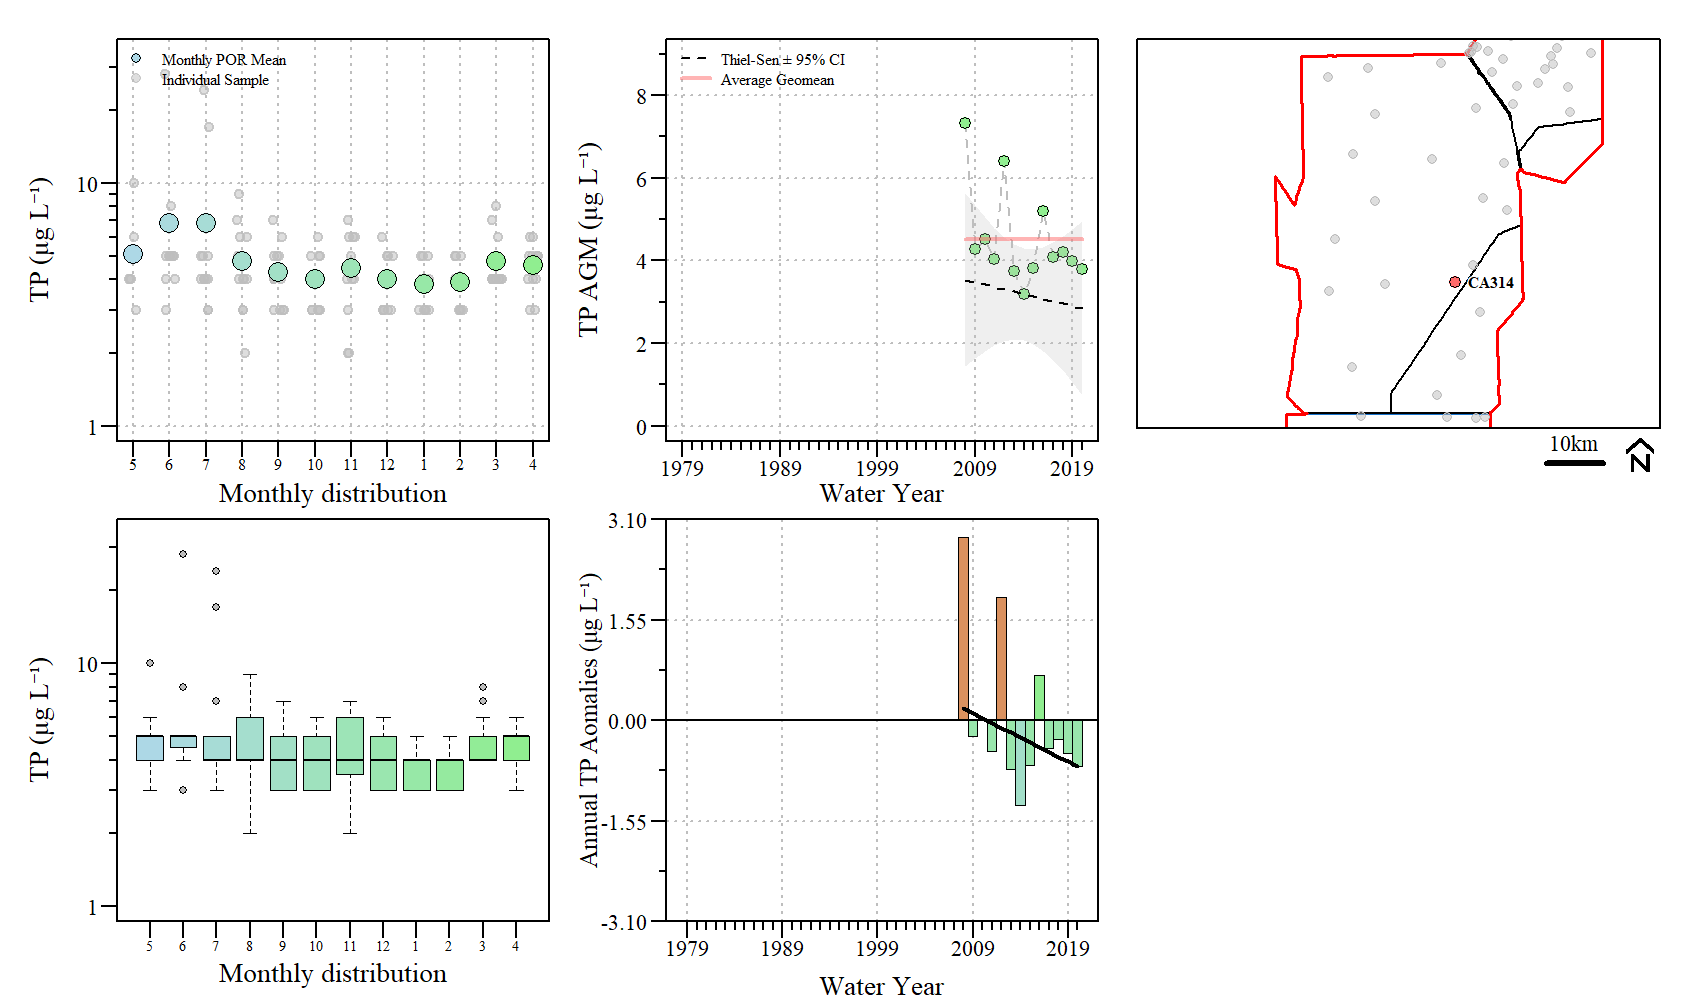 Monthly POR Mean
Individual Sample
TP (µg L⁻¹)
10
1
5 6 7 8 9 10 11 12 1 2 3 4
Monthly distribution
Thiel-Sen ± 95% CI
Average Geomean
TP AGM (µg L⁻¹)
8
6
4
2
0
1979 1989 1999 2009 2019
Water Year
CA314
10km
N
TP (µg L⁻¹)
10
1
5 6 7 8 9 10 11 12 1 2 3 4
Monthly distribution
Annual TP Aomalies (µg L⁻¹)
3.10
1.55
0.00
-1.55
-3.10
1979 1989 1999 2009 2019
Water Year